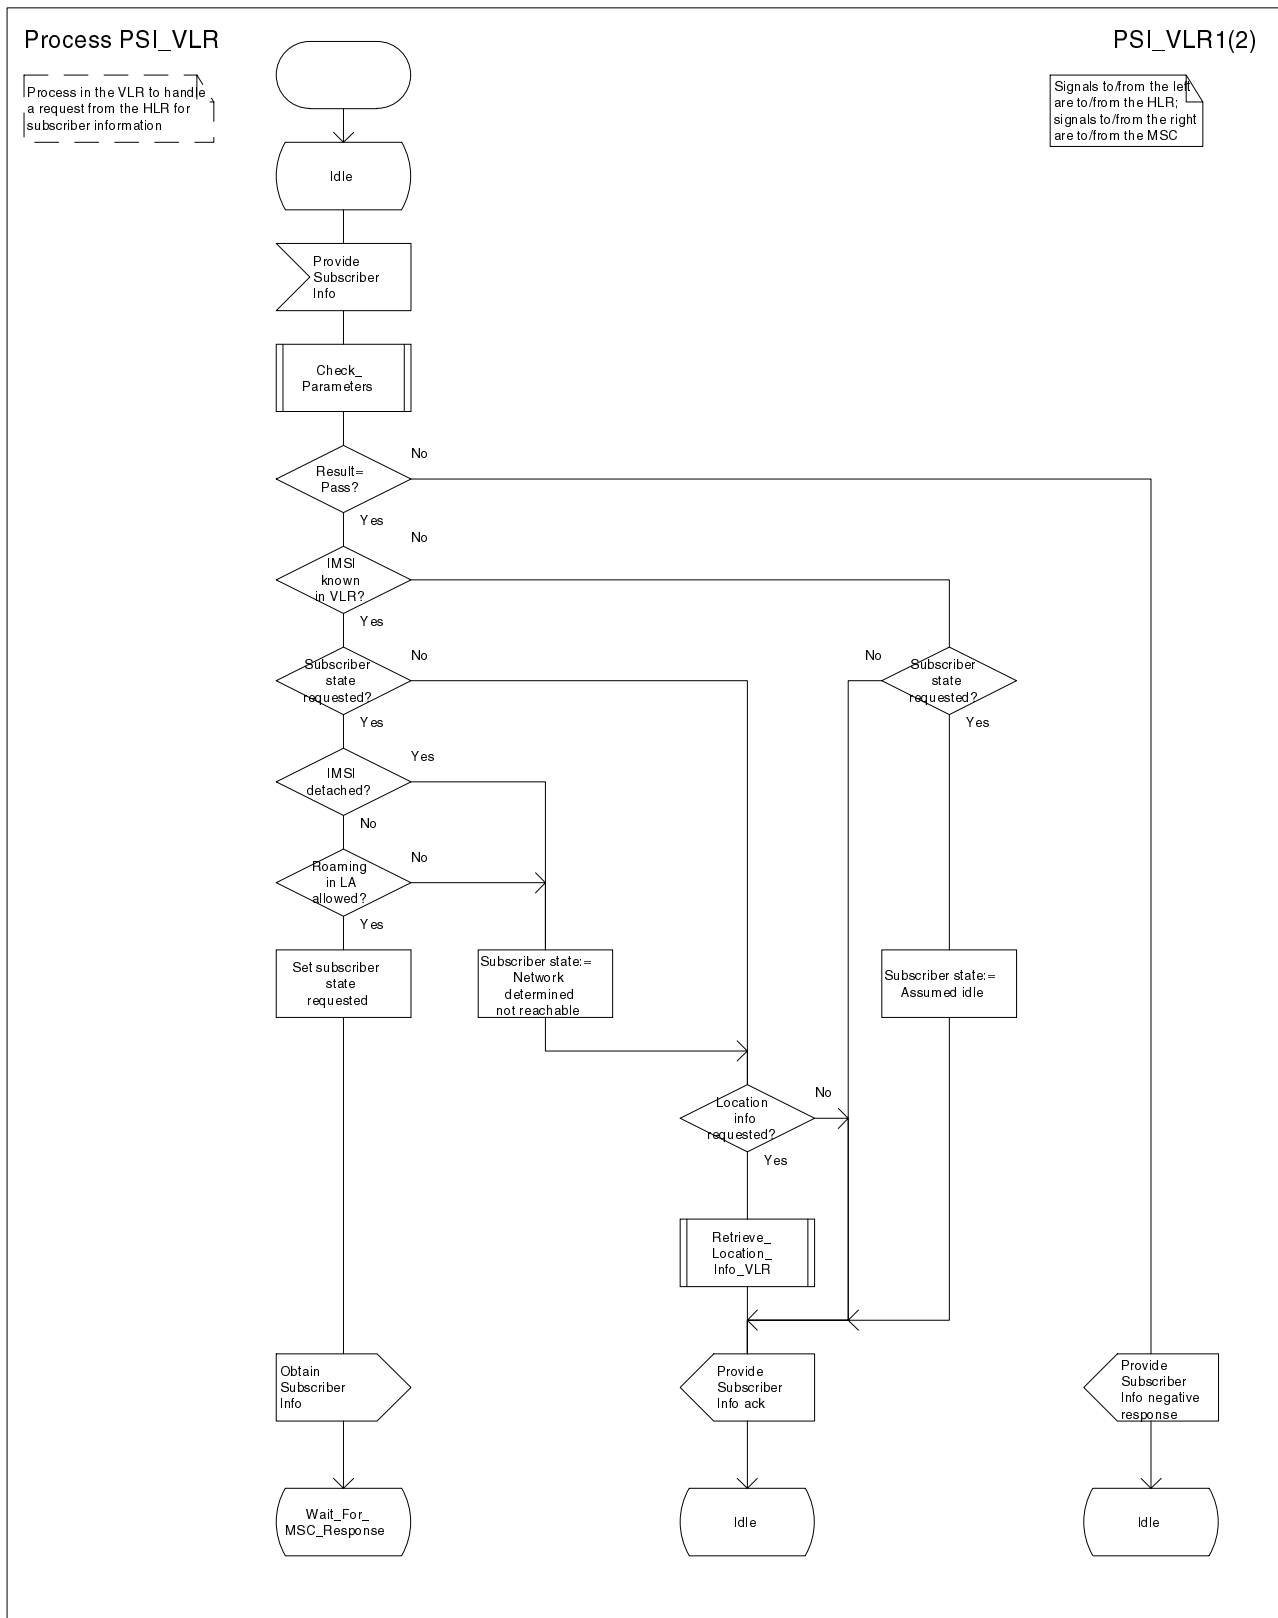 Process PSI_VLR
PSI_VLR1(2)
Process in the VLR to handle
a request from the HLR for
subscriber information
Signals to/from the left
are to/from the HLR;
signals to/from the right
are to/from the MSC
Idle
Provide
Subscriber
Info
Check_
Parameters
Result=
Pass?
No
Yes
IMSI
known
in VLR?
No
Yes
Subscriber
state
requested?
No
Yes
Subscriber
state
requested?
No
Yes
IMSI
detached?
Yes
No
Roaming
in LA
allowed?
No
Yes
Set subscriber
state
requested
Subscriber state:=
Network
determined
not reachable
Subscriber state:=
Assumed idle
Location
info
requested?
No
Yes
Retrieve_
Location_
Info_VLR
Obtain
Subscriber
Info
Provide
Subscriber
Info ack
Provide
Subscriber
Info negative
response
Wait_For_
MSC_Response
Idle
Idle